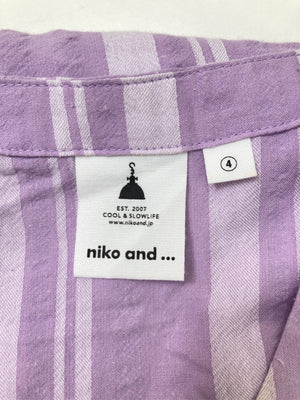 EST. 2007
COOL & SLOWLIFE
www.nikoand.jp
niko and ...
4